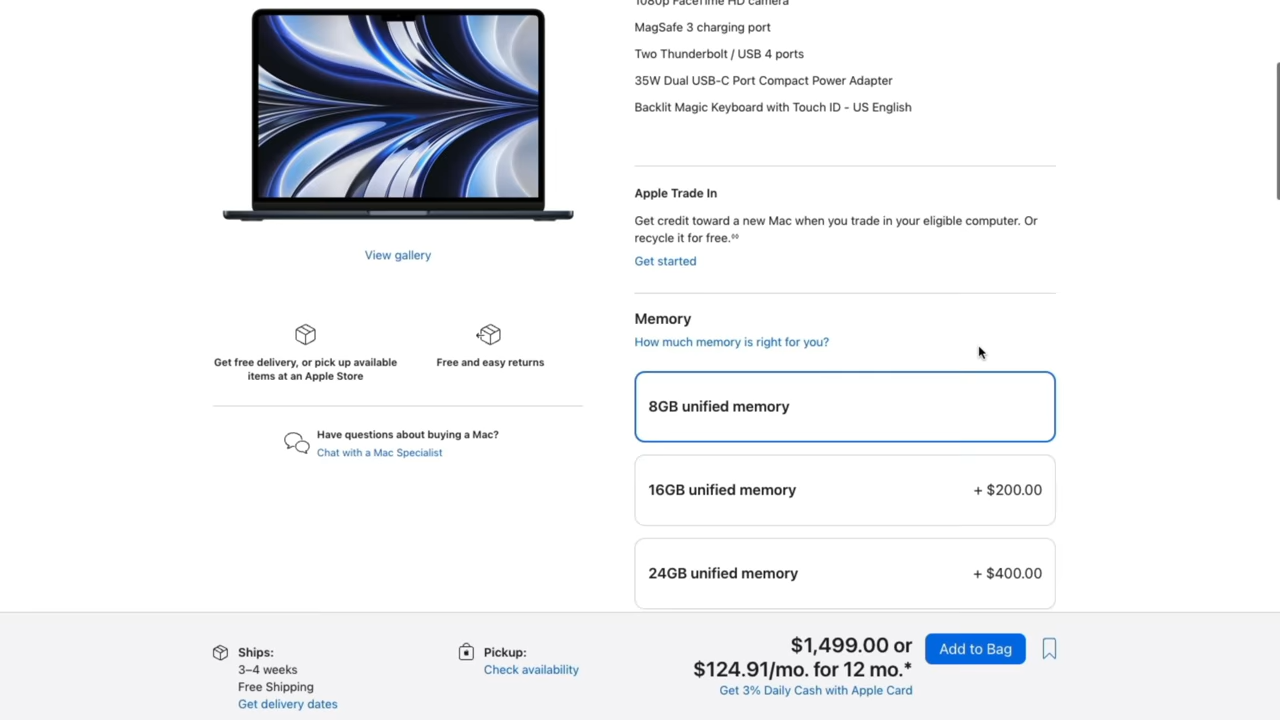 1080p FaceTime HD camera
MagSafe 3 charging port
Two Thunderbolt / USB 4 ports
35W Dual USB-C Port Compact Power Adapter
Backlit Magic Keyboard with Touch ID - US English
Apple Trade In
Get credit toward a new Mac when you trade in your eligible computer. Or
recycle it for free.◊◊
Get started
View gallery
Get free delivery, or pick up available
items at an Apple Store
Free and easy returns
Have questions about buying a Mac?
Chat with a Mac Specialist
Memory
How much memory is right for you?
8GB unified memory
16GB unified memory + $200.00
24GB unified memory + $400.00
Ships:
3–4 weeks
Free Shipping
Get delivery dates
Pickup:
Check availability
$1,499.00 or
$124.91/mo. for 12 mo.*
Get 3% Daily Cash with Apple Card
Add to Bag